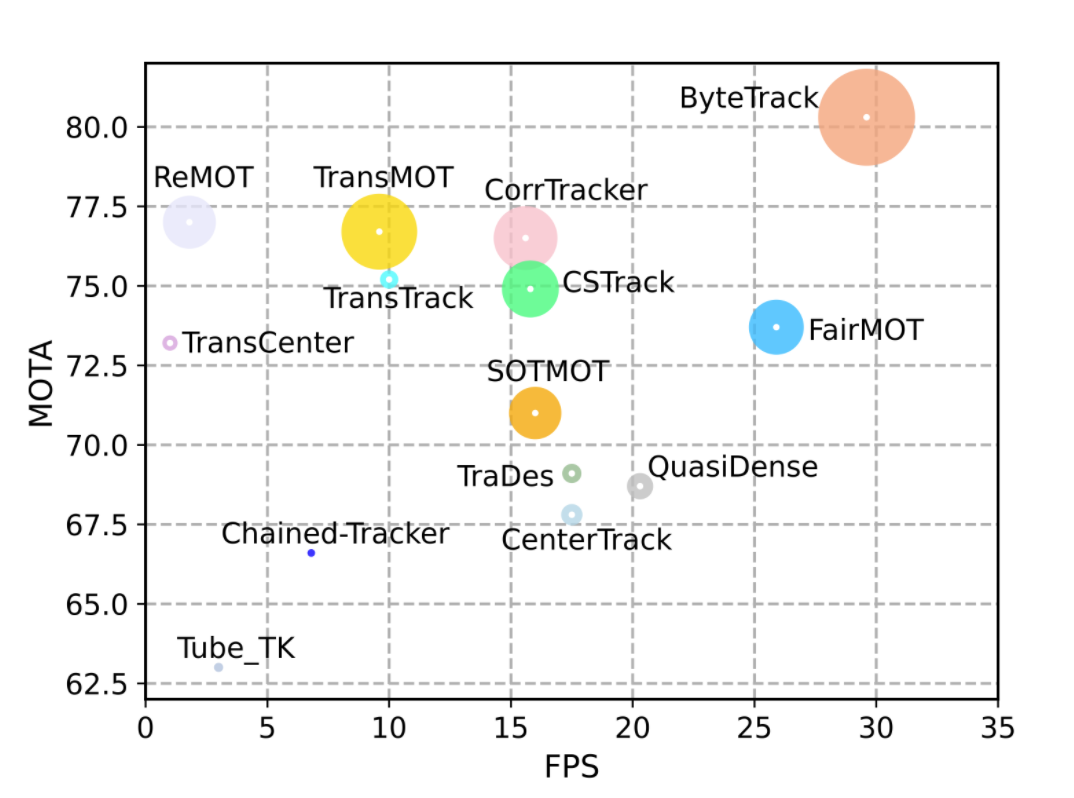 ByteTrack
80.0
ReMOT
TransMOT
CorrTracker
77.5
CSTrack
75.0
TransTrack
FairMOT
TransCenter
72.5
SOTMOT
MOTA
70.0
QuasiDense
TraDes
67.5
Chained-Tracker
CenterTrack
65.0
Tube_TK
62.5
0 5 10 15 20 25 30 35
FPS